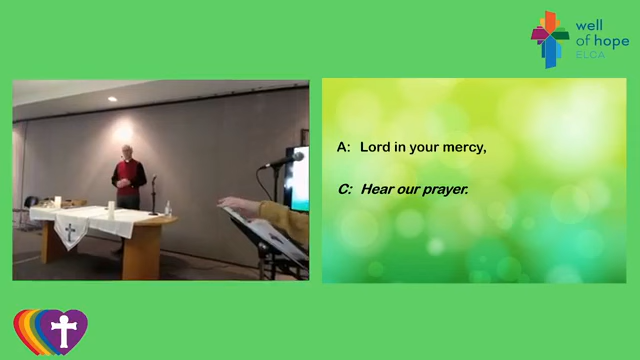 well
of hope
ELCA
A: Lord in your mercy,
C: Hear our prayer.